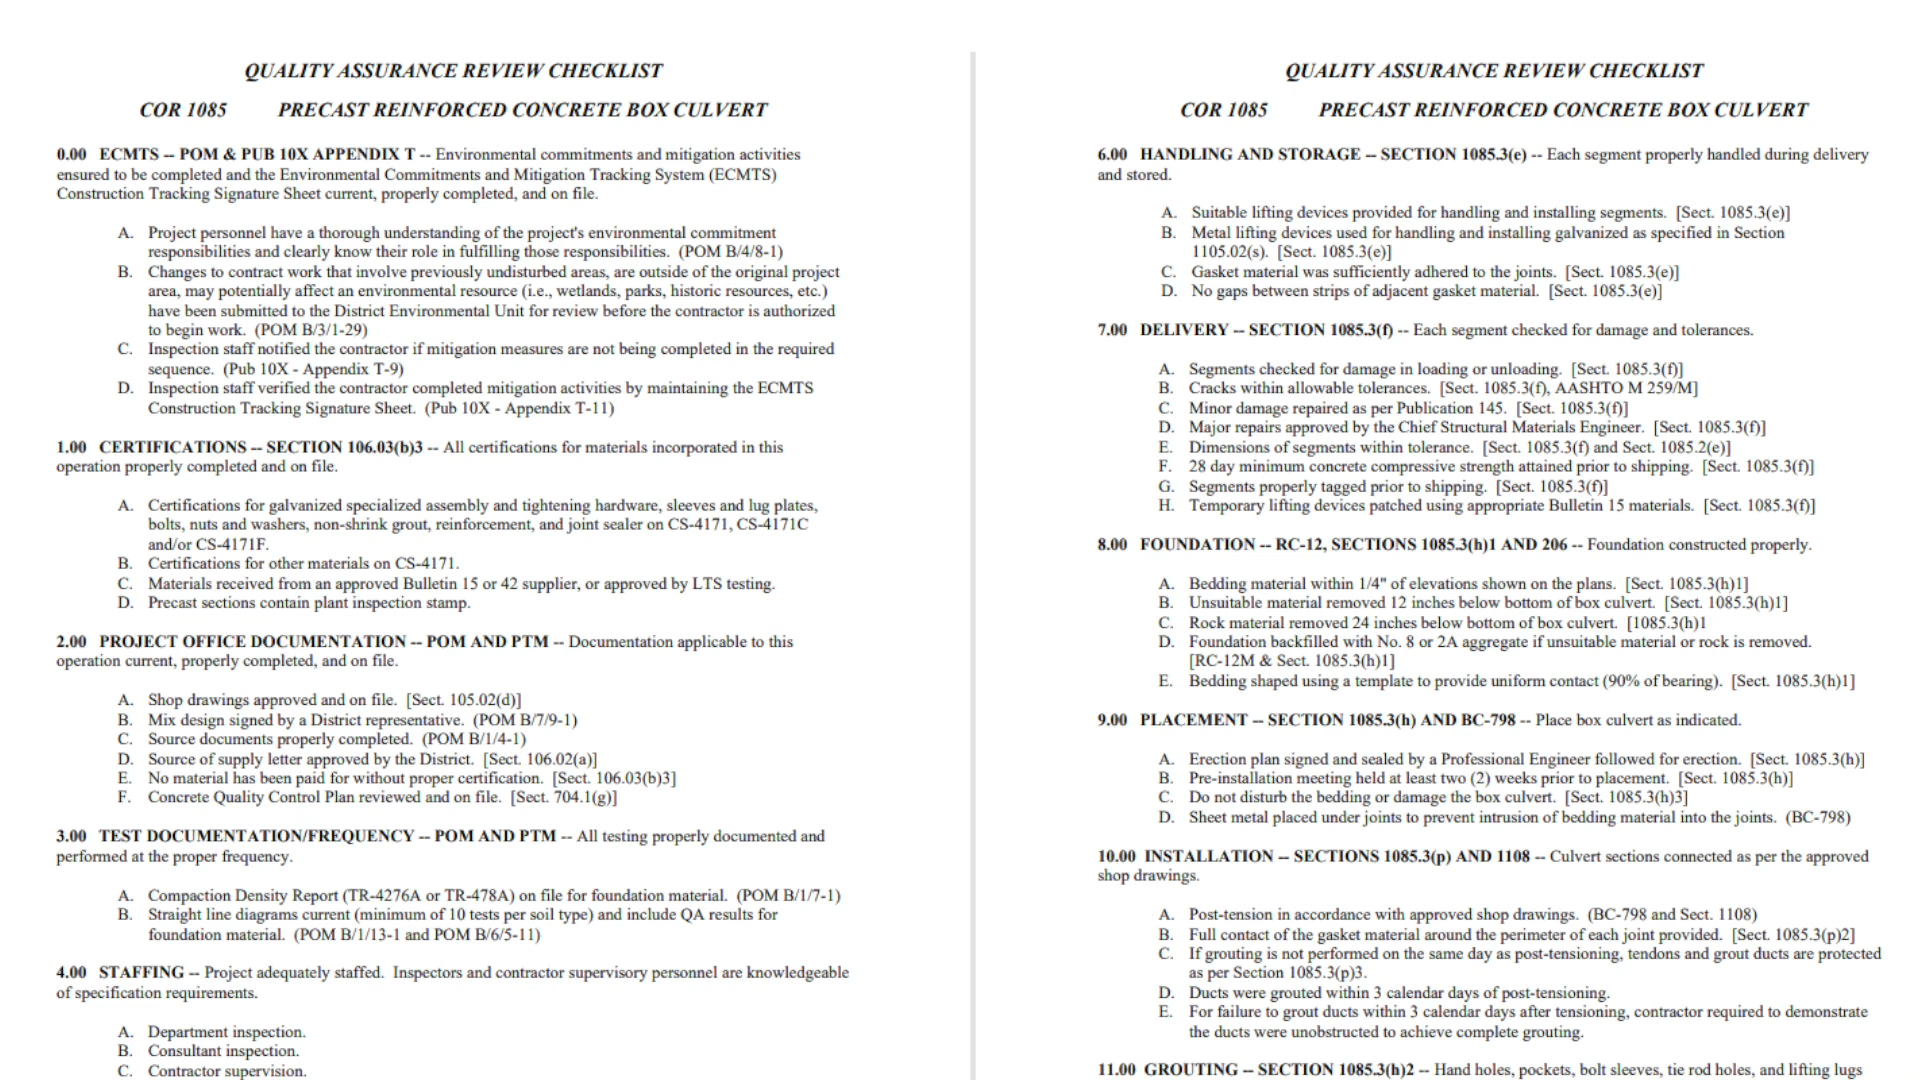 QUALITY ASSURANCE REVIEW CHECKLIST
COR 1085 PRECAST REINFORCED CONCRETE BOX CULVERT
0.00 ECMTS -- POM & PUB 10X APPENDIX T -- Environmental commitments and mitigation activities
ensured to be completed and the Environmental Commitments and Mitigation Tracking System (ECMTS)
Construction Tracking Signature Sheet current, properly completed, and on file.
A. Project personnel have a thorough understanding of the project's environmental commitment
responsibilities and clearly know their role in fulfilling those responsibilities. (POM B/4/8-1)
B. Changes to contract work that involve previously undisturbed areas, are outside of the original project
area, may potentially affect an environmental resource (i.e., wetlands, parks, historic resources, etc.)
have been submitted to the District Environmental Unit for review before the contractor is authorized
to begin work. (POM B/3/1-29)
C. Inspection staff notified the contractor if mitigation measures are not being completed in the required
sequence. (Pub 10X - Appendix T-9)
D. Inspection staff verified the contractor completed mitigation activities by maintaining the ECMTS
Construction Tracking Signature Sheet. (Pub 10X - Appendix T-11)
1.00 CERTIFICATIONS -- SECTION 106.03(b)3 -- All certifications for materials incorporated in this
operation properly completed and on file.
A. Certifications for galvanized specialized assembly and tightening hardware, sleeves and lug plates,
bolts, nuts and washers, non-shrink grout, reinforcement, and joint sealer on CS-4171, CS-4171C
and/or CS-4171F.
B. Certifications for other materials on CS-4171.
C. Materials received from an approved Bulletin 15 or 42 supplier, or approved by LTS testing.
D. Precast sections contain plant inspection stamp.
2.00 PROJECT OFFICE DOCUMENTATION -- POM AND PTM -- Documentation applicable to this
operation current, properly completed, and on file.
A. Shop drawings approved and on file. [Sect. 105.02(d)]
B. Mix design signed by a District representative. (POM B/7/9-1)
C. Source documents properly completed. (POM B/1/4-1)
D. Source of supply letter approved by the District. [Sect. 106.02(a)]
E. No material has been paid for without proper certification. [Sect. 106.03(b)3]
F. Concrete Quality Control Plan reviewed and on file. [Sect. 704.1(g)]
3.00 TEST DOCUMENTATION/FREQUENCY -- POM AND PTM -- All testing properly documented and
performed at the proper frequency.
A. Compaction Density Report (TR-4276A or TR-478A) on file for foundation material. (POM B/1/7-1)
B. Straight line diagrams current (minimum of 10 tests per soil type) and include QA results for
foundation material. (POM B/1/13-1 and POM B/6/5-11)
4.00 STAFFING -- Project adequately staffed. Inspectors and contractor supervisory personnel are knowledgeable
of specification requirements.
A. Department inspection.
B. Consultant inspection.
C. Contractor supervision.
QUALITY ASSURANCE REVIEW CHECKLIST
COR 1085 PRECAST REINFORCED CONCRETE BOX CULVERT
6.00 HANDLING AND STORAGE -- SECTION 1085.3(e) -- Each segment properly handled during delivery
and stored.
A. Suitable lifting devices provided for handling and installing segments. [Sect. 1085.3(e)]
B. Metal lifting devices used for handling and installing galvanized as specified in Section
1105.02(s). [Sect. 1085.3(e)]
C. Gasket material was sufficiently adhered to the joints. [Sect. 1085.3(e)]
D. No gaps between strips of adjacent gasket material. [Sect. 1085.3(e)]
7.00 DELIVERY -- SECTION 1085.3(f) -- Each segment checked for damage and tolerances.
A. Segments checked for damage in loading or unloading. [Sect. 1085.3(f)]
B. Cracks within allowable tolerances. [Sect. 1085.3(f), AASHTO M 259/M]
C. Minor damage repaired as per Publication 145. [Sect. 1085.3(f)]
D. Major repairs approved by the Chief Structural Materials Engineer. [Sect. 1085.3(f)]
E. Dimensions of segments within tolerance. [Sect. 1085.3(f) and Sect. 1085.2(e)]
F. 28 day minimum concrete compressive strength attained prior to shipping. [Sect. 1085.3(f)]
G. Segments properly tagged prior to shipping. [Sect. 1085.3(f)]
H. Temporary lifting devices patched using appropriate Bulletin 15 materials. [Sect. 1085.3(f)]
8.00 FOUNDATION -- RC-12, SECTIONS 1085.3(h)1 AND 206 -- Foundation constructed properly.
A. Bedding material within 1/4" of elevations shown on the plans. [Sect. 1085.3(h)1]
B. Unsuitable material removed 12 inches below bottom of box culvert. [Sect. 1085.3(h)1]
C. Rock material removed 24 inches below bottom of box culvert. [1085.3(h)1
D. Foundation backfilled with No. 8 or 2A aggregate if unsuitable material or rock is removed.
[RC-12M & Sect. 1085.3(h)1]
E. Bedding shaped using a template to provide uniform contact (90% of bearing). [Sect. 1085.3(h)1]
9.00 PLACEMENT -- SECTION 1085.3(h) AND BC-798 -- Place box culvert as indicated.
A. Erection plan signed and sealed by a Professional Engineer followed for erection. [Sect. 1085.3(h)]
B. Pre-installation meeting held at least two (2) weeks prior to placement. [Sect. 1085.3(h)]
C. Do not disturb the bedding or damage the box culvert. [Sect. 1085.3(h)3]
D. Sheet metal placed under joints to prevent intrusion of bedding material into the joints. (BC-798)
10.00 INSTALLATION -- SECTIONS 1085.3(p) AND 1108 -- Culvert sections connected as per the approved
shop drawings.
A. Post-tension in accordance with approved shop drawings. (BC-798 and Sect. 1108)
B. Full contact of the gasket material around the perimeter of each joint provided. [Sect. 1085.3(p)2]
C. If grouting is not performed on the same day as post-tensioning, tendons and grout ducts are protected
as per Section 1085.3(p)3.
D. Ducts were grouted within 3 calendar days of post-tensioning.
E. For failure to grout ducts within 3 calendar days after tensioning, contractor required to demonstrate
the ducts were unobstructed to achieve complete grouting.
11.00 GROUTING -- SECTION 1085.3(h)2 -- Hand holes, pockets, bolt sleeves, tie rod holes, and lifting lugs